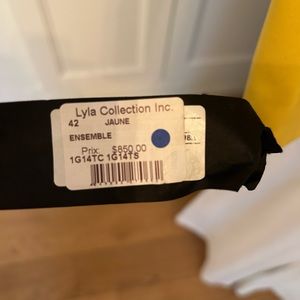 Lyla Collection Inc.
42 JAUNE
ENSEMBLE
Prix: $850.00
1G14TC 1G14TS